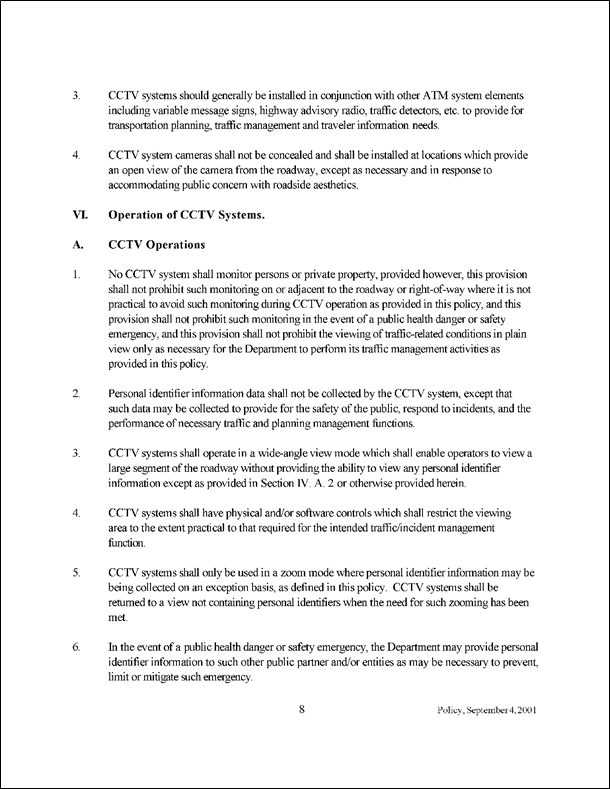 3. CCTV systems should generally be installed in conjunction with other ATM system elements
including variable message signs, highway advisory radio, traffic detectors, etc. to provide for
transportation planning, traffic management and traveler information needs.
4. CCTV system cameras shall not be concealed and shall be installed at locations which provide
an open view of the camera from the roadway, except as necessary and in response to
accommodating public concern with roadside aesthetics.
VI. Operation of CCTV Systems.
A. CCTV Operations
1. No CCTV system shall monitor persons or private property, provided however, this provision
shall not prohibit such monitoring on or adjacent to the roadway or right-of-way where it is not
practical to avoid such monitoring during CCTV operation as provided in this policy, and this
provision shall not prohibit such monitoring in the event of a public health danger or safety
emergency, and this provision shall not prohibit the viewing of traffic-related conditions in plain
view only as necessary for the Department to perform its traffic management activities as
provided in this policy.
2. Personal identifier information data shall not be collected by the CCTV system, except that
such data may be collected to provide for the safety of the public, respond to incidents, and the
performance of necessary traffic and planning management functions.
3. CCTV systems shall operate in a wide-angle view mode which shall enable operators to view a
large segment of the roadway without providing the ability to view any personal identifier
information except as provided in Section IV. A. 2 or otherwise provided herein.
4. CCTV systems shall have physical and/or software controls which shall restrict the viewing
area to the extent practical to that required for the intended traffic/incident management
function.
5. CCTV systems shall only be used in a zoom mode where personal identifier information may be
being collected on an exception basis, as defined in this policy. CCTV systems shall be
returned to a view not containing personal identifiers when the need for such zooming has been
met.
6. In the event of a public health danger or safety emergency, the Department may provide personal
identifier information to such other public partner and/or entities as may be necessary to prevent,
limit or mitigate such emergency.
8 Policy, September 4, 2001